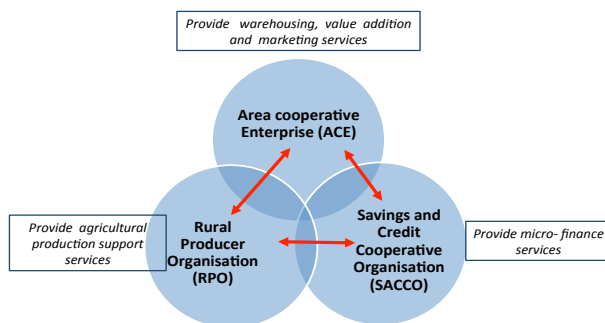 Provide warehousing, value addition
and marketing services
Area cooperative
Enterprise (ACE)
Provide agricultural
production support
services
Rural
Producer
Organisation
(RPO)
Savings and
Credit
Cooperative
Organisation
(SACCO)
Provide micro- finance
services